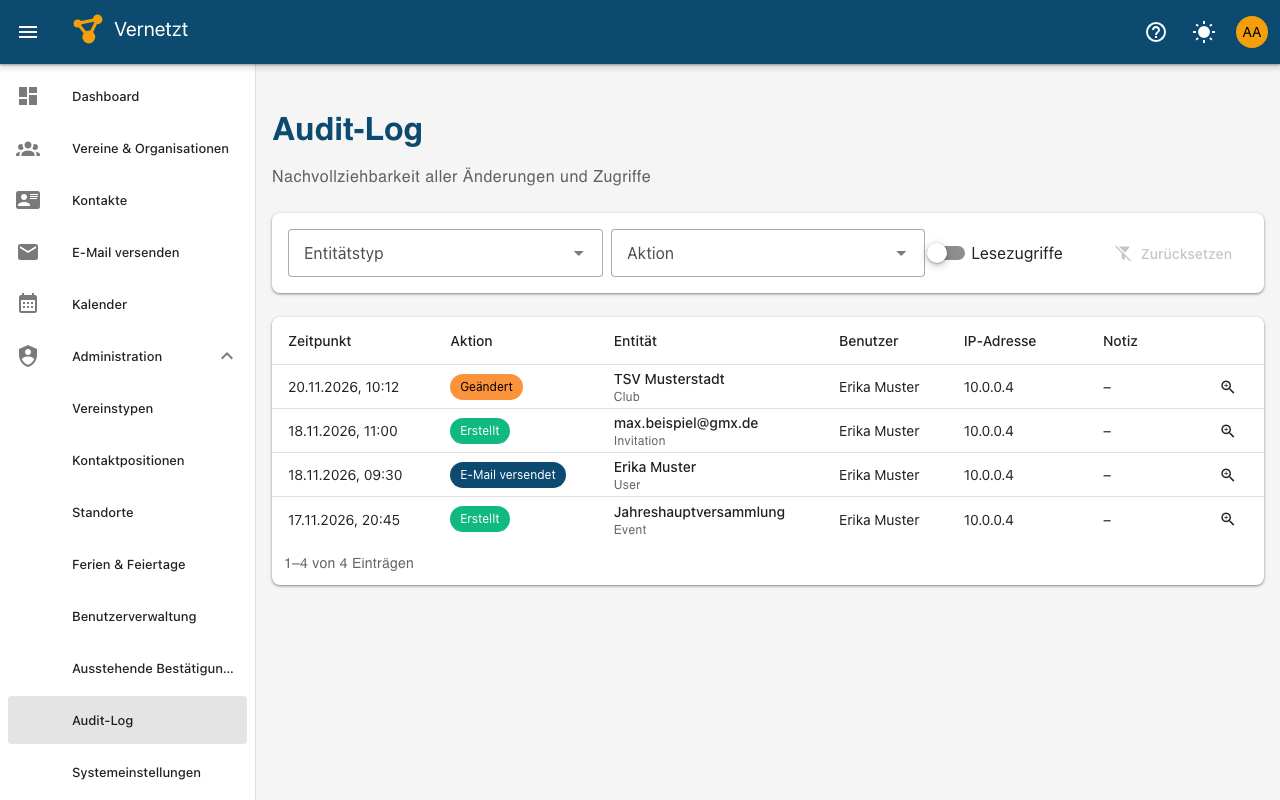 Vernetzt
AA
Dashboard
Vereine & Organisationen
Kontakte
E-Mail versenden
Kalender
Administration
Vereinstypen
Kontaktpositionen
Standorte
Ferien & Feiertage
Benutzerverwaltung
Ausstehende Bestätigun...
Audit-Log
Systemeinstellungen
Audit-Log
Nachvollziehbarkeit aller Änderungen und Zugriffe
Entitätstyp Aktion Lesezugriffe Zurücksetzen
Zeitpunkt Aktion Entität Benutzer IP-Adresse Notiz
20.11.2026, 10:12 Geändert TSV Musterstadt Erika Muster 10.0.0.4 –
Club
18.11.2026, 11:00 Erstellt max.beispiel@gmx.de Erika Muster 10.0.0.4 –
Invitation
18.11.2026, 09:30 E-Mail versendet Erika Muster Erika Muster 10.0.0.4 –
User
17.11.2026, 20:45 Erstellt Jahreshauptversammlung Erika Muster 10.0.0.4 –
Event
1–4 von 4 Einträgen